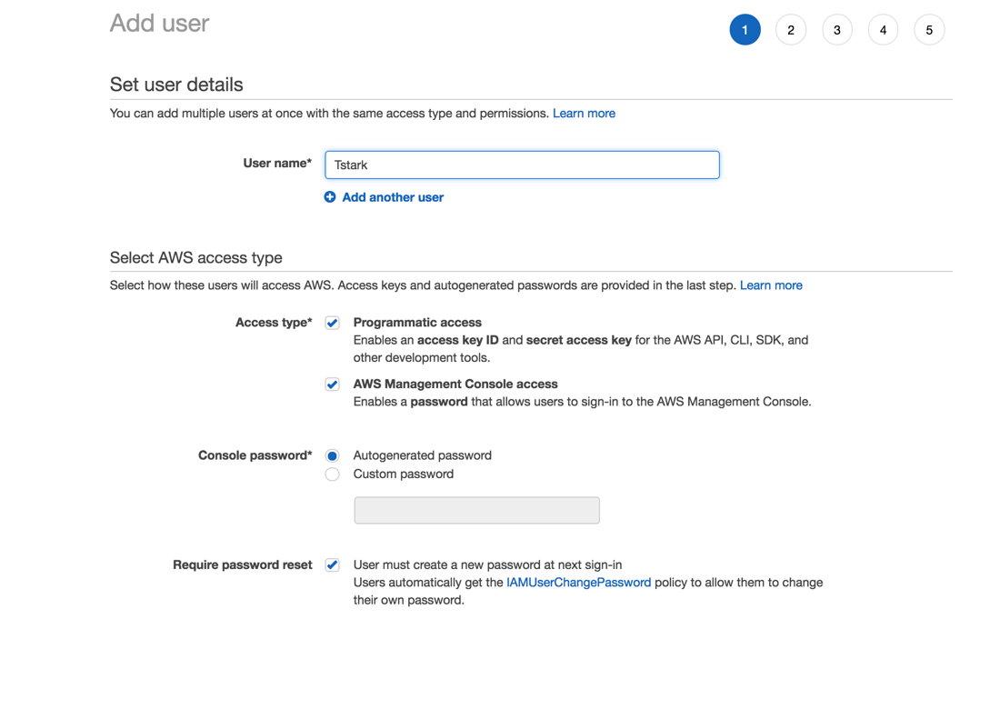 Add user
1 2 3 4 5
Set user details
You can add multiple users at once with the same access type and permissions. Learn more
User name* Tstark
Add another user
Select AWS access type
Select how these users will access AWS. Access keys and autogenerated passwords are provided in the last step. Learn more
Access type* Programmatic access
Enables an access key ID and secret access key for the AWS API, CLI, SDK, and
other development tools.
AWS Management Console access
Enables a password that allows users to sign-in to the AWS Management Console.
Console password* Autogenerated password
Custom password
Require password reset User must create a new password at next sign-in
Users automatically get the IAMUserChangePassword policy to allow them to change
their own password.